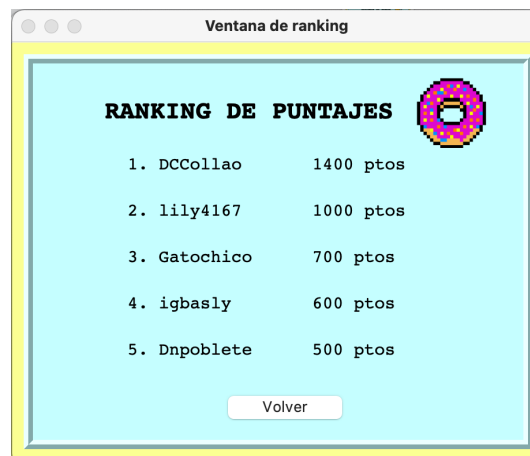 Ventana de ranking
RANKING DE PUNTAJES
1. DCCollao 1400 ptos
2. lily4167 1000 ptos
3. Gatochico 700 ptos
4. igbasly 600 ptos
5. Dnpoblete 500 ptos
Volver